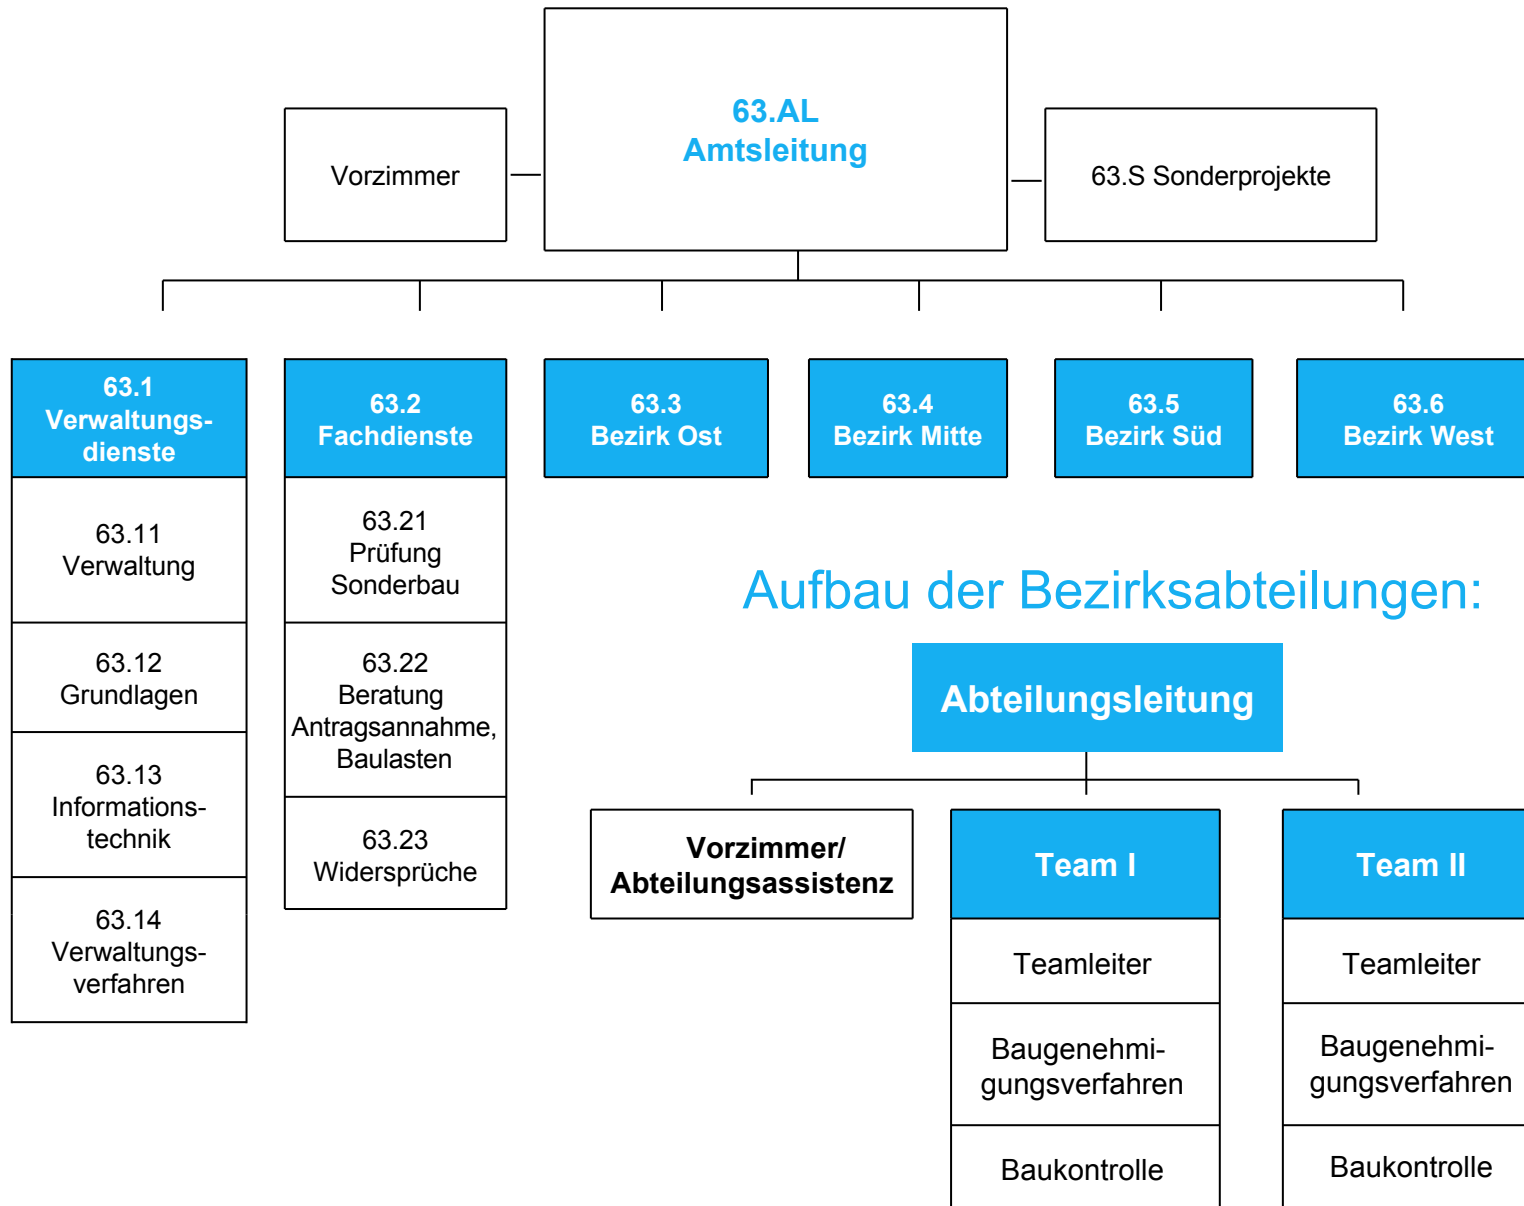 63.AL
Amtsleitung
Vorzimmer
63.S Sonderprojekte
63.1
Verwaltungs-
dienste
63.2
Fachdienste
63.3
Bezirk Ost
63.4
Bezirk Mitte
63.5
Bezirk Süd
63.6
Bezirk West
63.11
Verwaltung
63.12
Grundlagen
63.13
Informations-
technik
63.14
Verwaltungs-
verfahren
63.21
Prüfung
Sonderbau
63.22
Beratung
Antragsannahme,
Baulasten
63.23
Widersprüche
Aufbau der Bezirksabteilungen:
Abteilungsleitung
Vorzimmer/
Abteilungsassistenz
Team I
Teamleiter
Baugenehmi-
gungsverfahren
Baukontrolle
Team II
Teamleiter
Baugenehmi-
gungsverfahren
Baukontrolle